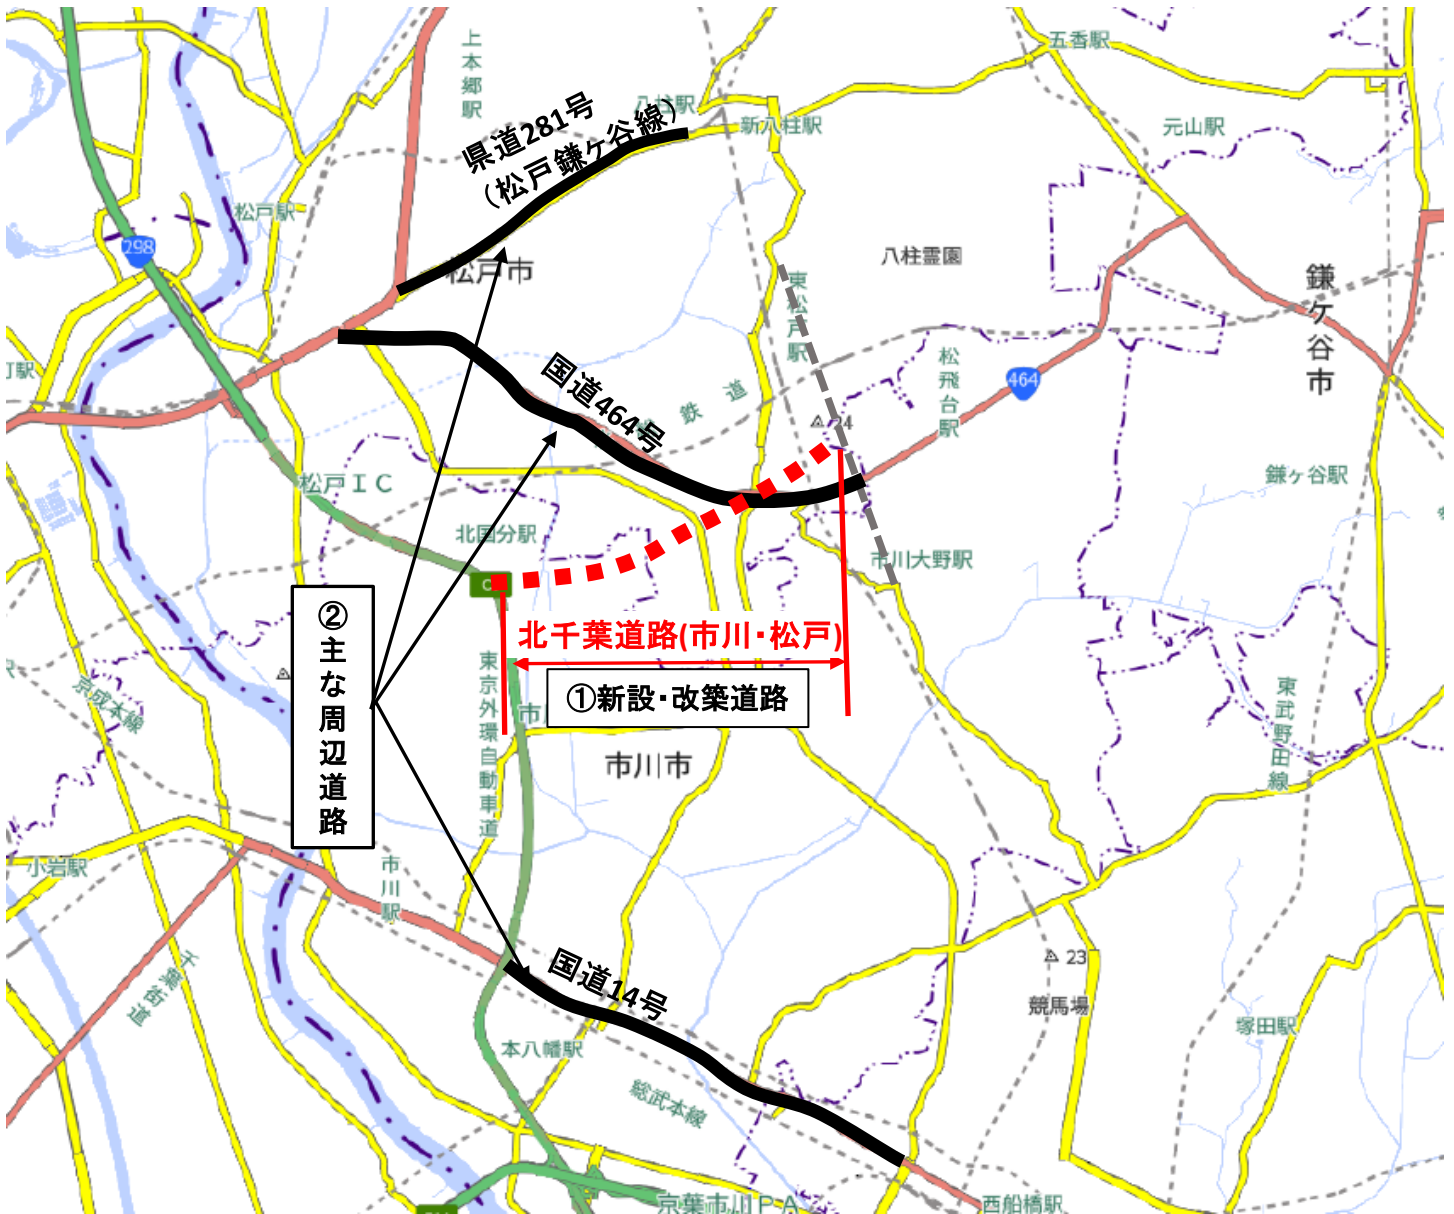 上本郷駅
五香駅
八柱駅
新八柱駅
元山駅
県道281号
（松戸鎌ケ谷線）
松戸駅
298
松戸市
八柱霊園
鎌ケ谷市
東松戸駅
松飛台駅
464
町駅
国道464号
鉄道
24
松戸IC
北国分駅
鎌ヶ谷駅
市川大野駅
②主な周辺道路
北千葉道路(市川・松戸)
①新設・改築道路
京成本線
東京外環自動車道
市川市
東武野田線
小岩駅
市川駅
千葉街道
国道14号
23
競馬場
塚田駅
本八幡駅
総武本線
京葉市川PA
西船橋駅